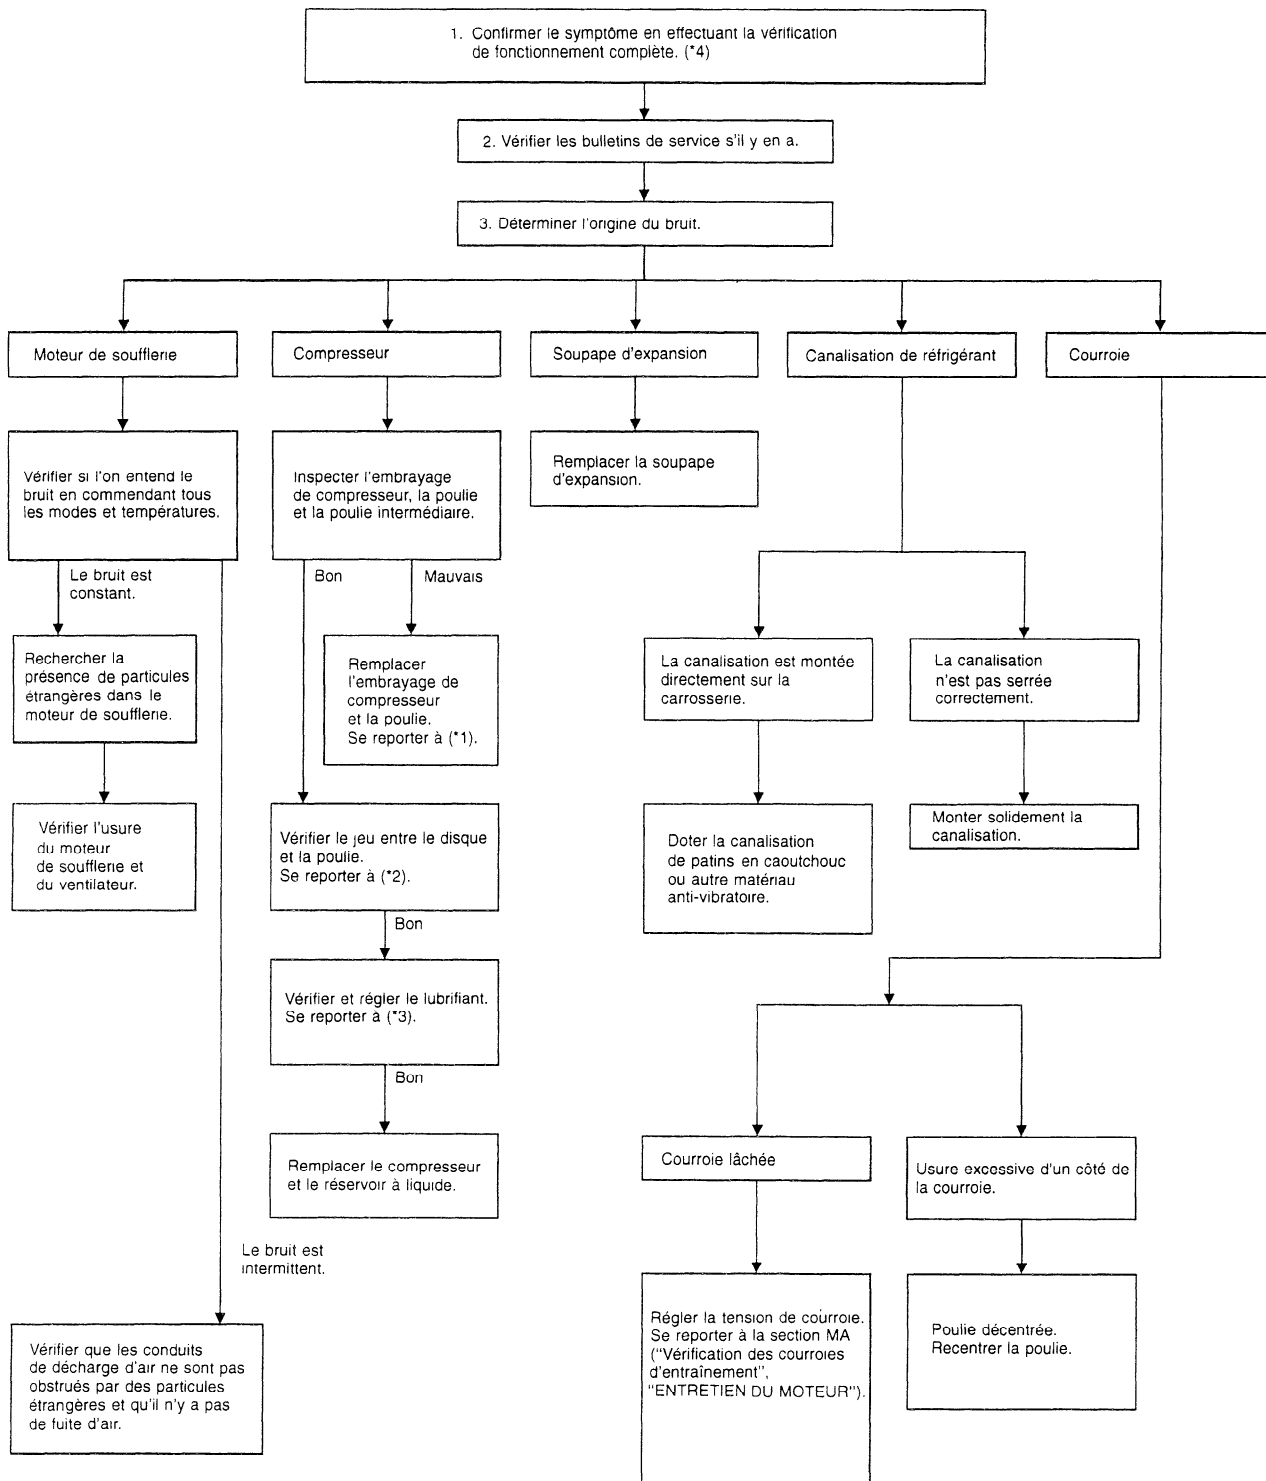 1. Confirmer le symptôme en effectuant la vérification
de fonctionnement complète. (*4)
2. Vérifier les bulletins de service s'il y en a.
3. Déterminer l'origine du bruit.
Moteur de soufflerie
Compresseur
Soupape d'expansion
Canalisation de réfrigérant
Courroie
Vérifier si l'on entend le
bruit en commendant tous
les modes et températures.
Inspecter l'embrayage
de compresseur, la poulie
et la poulie intermédiaire.
Remplacer la soupape
d'expansion.
Le bruit est
constant.
Bon
Mauvais
Rechercher la
présence de particules
étrangères dans le
moteur de soufflerie.
Remplacer
l'embrayage de
compresseur
et la poulie.
Se reporter à (*1).
La canalisation est montée
directement sur la
carrosserie.
La canalisation
n'est pas serrée
correctement.
Vérifier l'usure
du moteur
de soufflerie et
du ventilateur.
Vérifier le jeu entre le disque
et la poulie.
Se reporter à (*2).
Doter la canalisation
de patins en caoutchouc
ou autre matériau
anti-vibratoire.
Monter solidement la
canalisation.
Bon
Vérifier et régler le lubrifiant.
Se reporter à (*3).
Bon
Remplacer le compresseur
et le réservoir à liquide.
Courroie lâchée
Usure excessive d'un côté de
la courroie.
Le bruit est
intermittent.
Vérifier que les conduits
de décharge d'air ne sont pas
obstrués par des particules
étrangères et qu'il n'y a pas
de fuite d'air.
Régler la tension de courroie.
Se reporter à la section MA
("Vérification des courroies
d'entraînement",
"ENTRETIEN DU MOTEUR").
Poulie décentrée.
Recentrer la poulie.